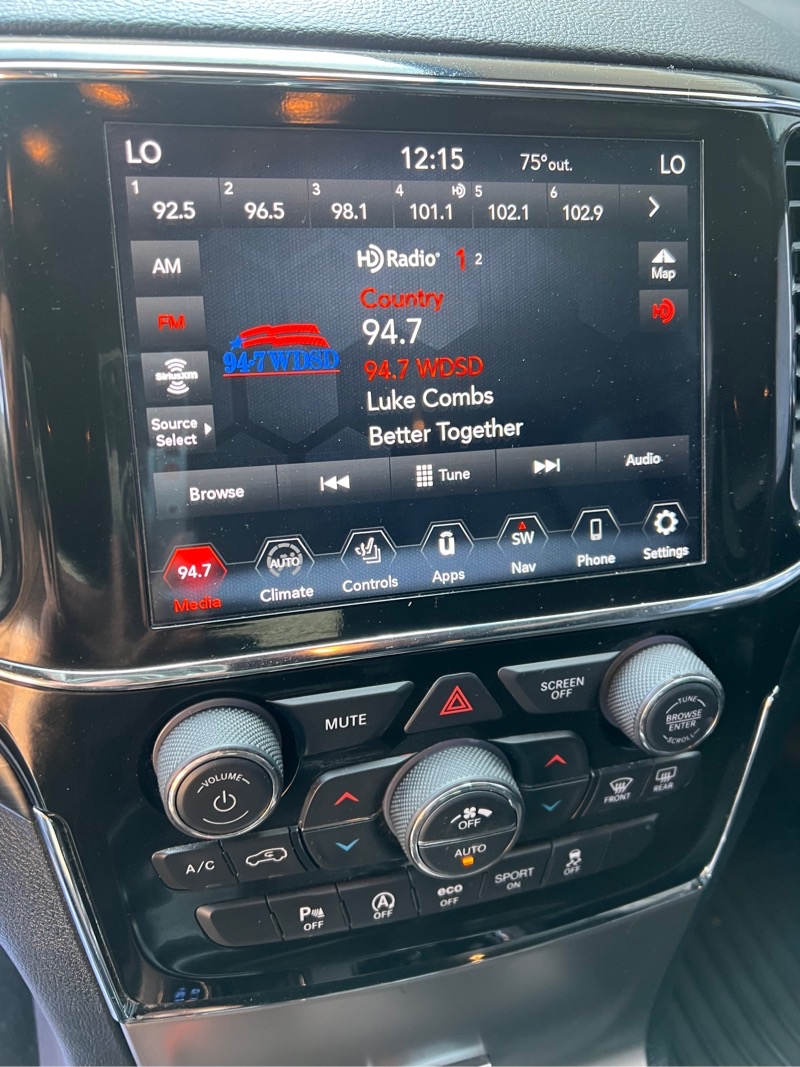 LO 12:15 75°out. LO
1 92.5 2 96.5 3 98.1 4 101.1 HD 5 102.1 6 102.9
AM
HD Radio 1 2
Map
FM
Country
HD
94.7
94.7 WDSD
94.7 WDSD
SiriusXM
Luke Combs
Source
Select
Better Together
Browse Tune Audio
94.7 AUTO ū SW
Media Climate Controls Apps Nav Phone Settings
MUTE
SCREEN
OFF
TUNE
BROWSE
ENTER
SCROLL
VOLUME
OFF
AUTO
FRONT
REAR
A/C
P
OFF
A
OFF
eco
OFF
SPORT
ON
OFF